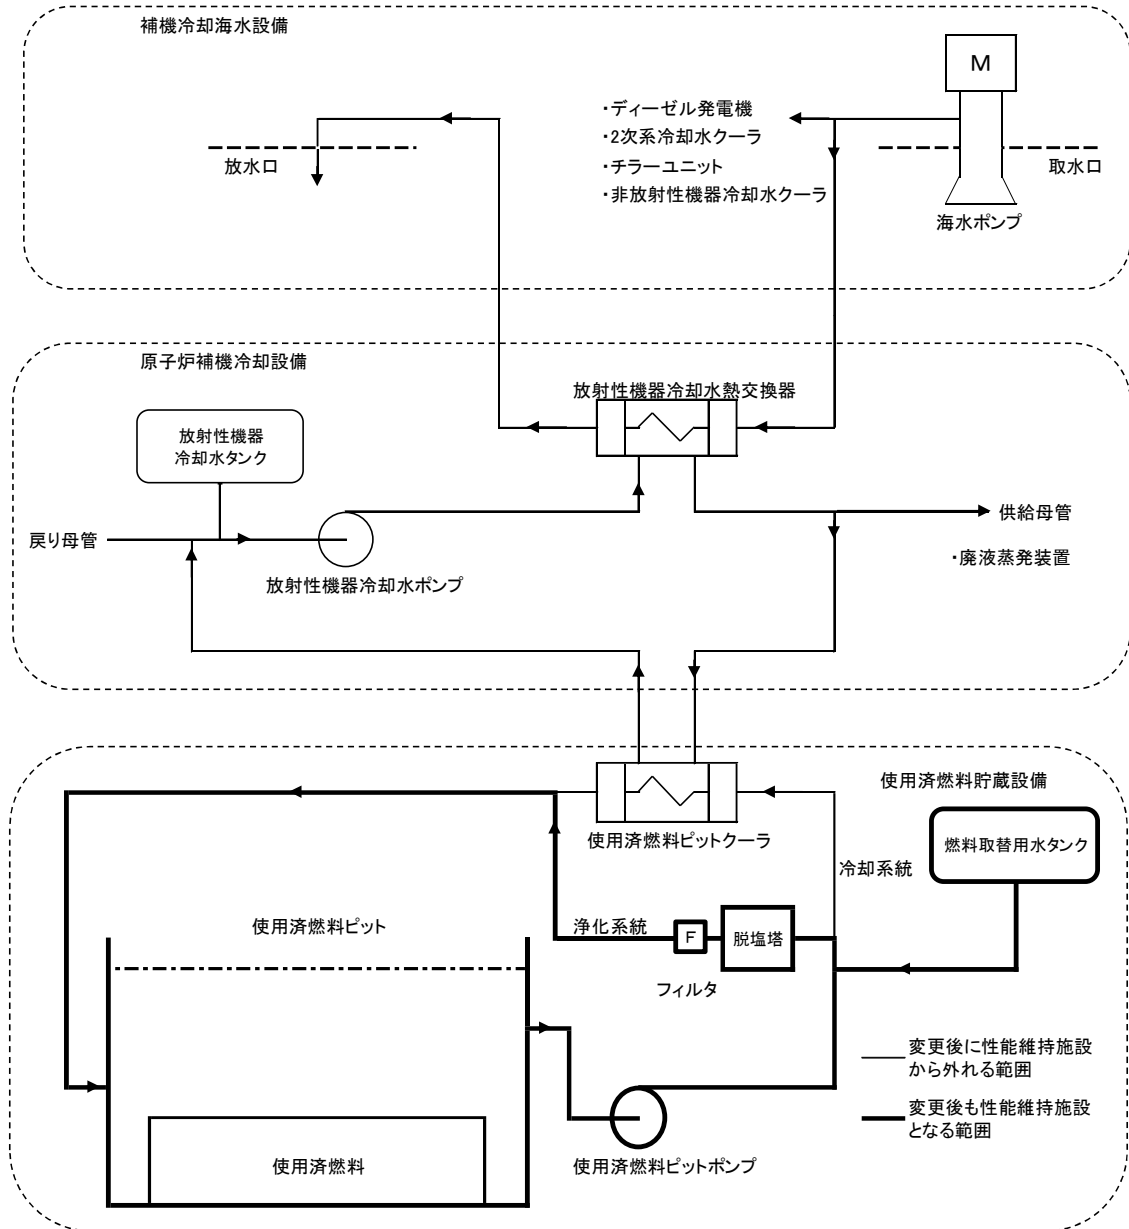 補機冷却海水設備
M
・ディーゼル発電機
・2次系冷却水クーラ
・チラーユニット
・非放射性機器冷却水クーラ
放水口
取水口
海水ポンプ
原子炉補機冷却設備
放射性機器冷却水熱交換器
放射性機器
冷却水タンク
戻り母管
供給母管
・廃液蒸発装置
放射性機器冷却水ポンプ
使用済燃料貯蔵設備
使用済燃料ピットクーラ
燃料取替用水タンク
冷却系統
使用済燃料ピット
浄化系統
F
脱塩塔
フィルタ
変更後に性能維持施設
から外れる範囲
変更後も性能維持施設
となる範囲
使用済燃料
使用済燃料ピットポンプ